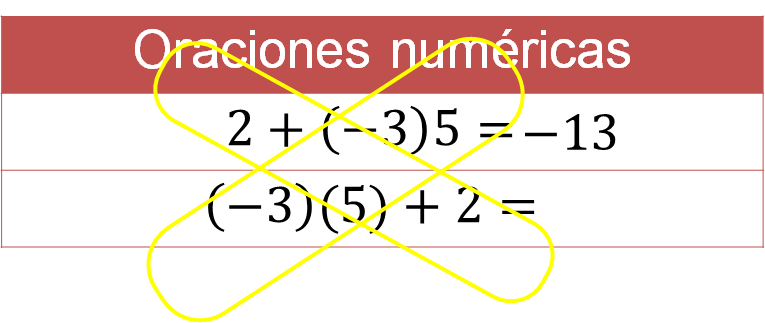 Oraciones numéricas
2 + (−3)5 = −13
(−3)(5) + 2 =